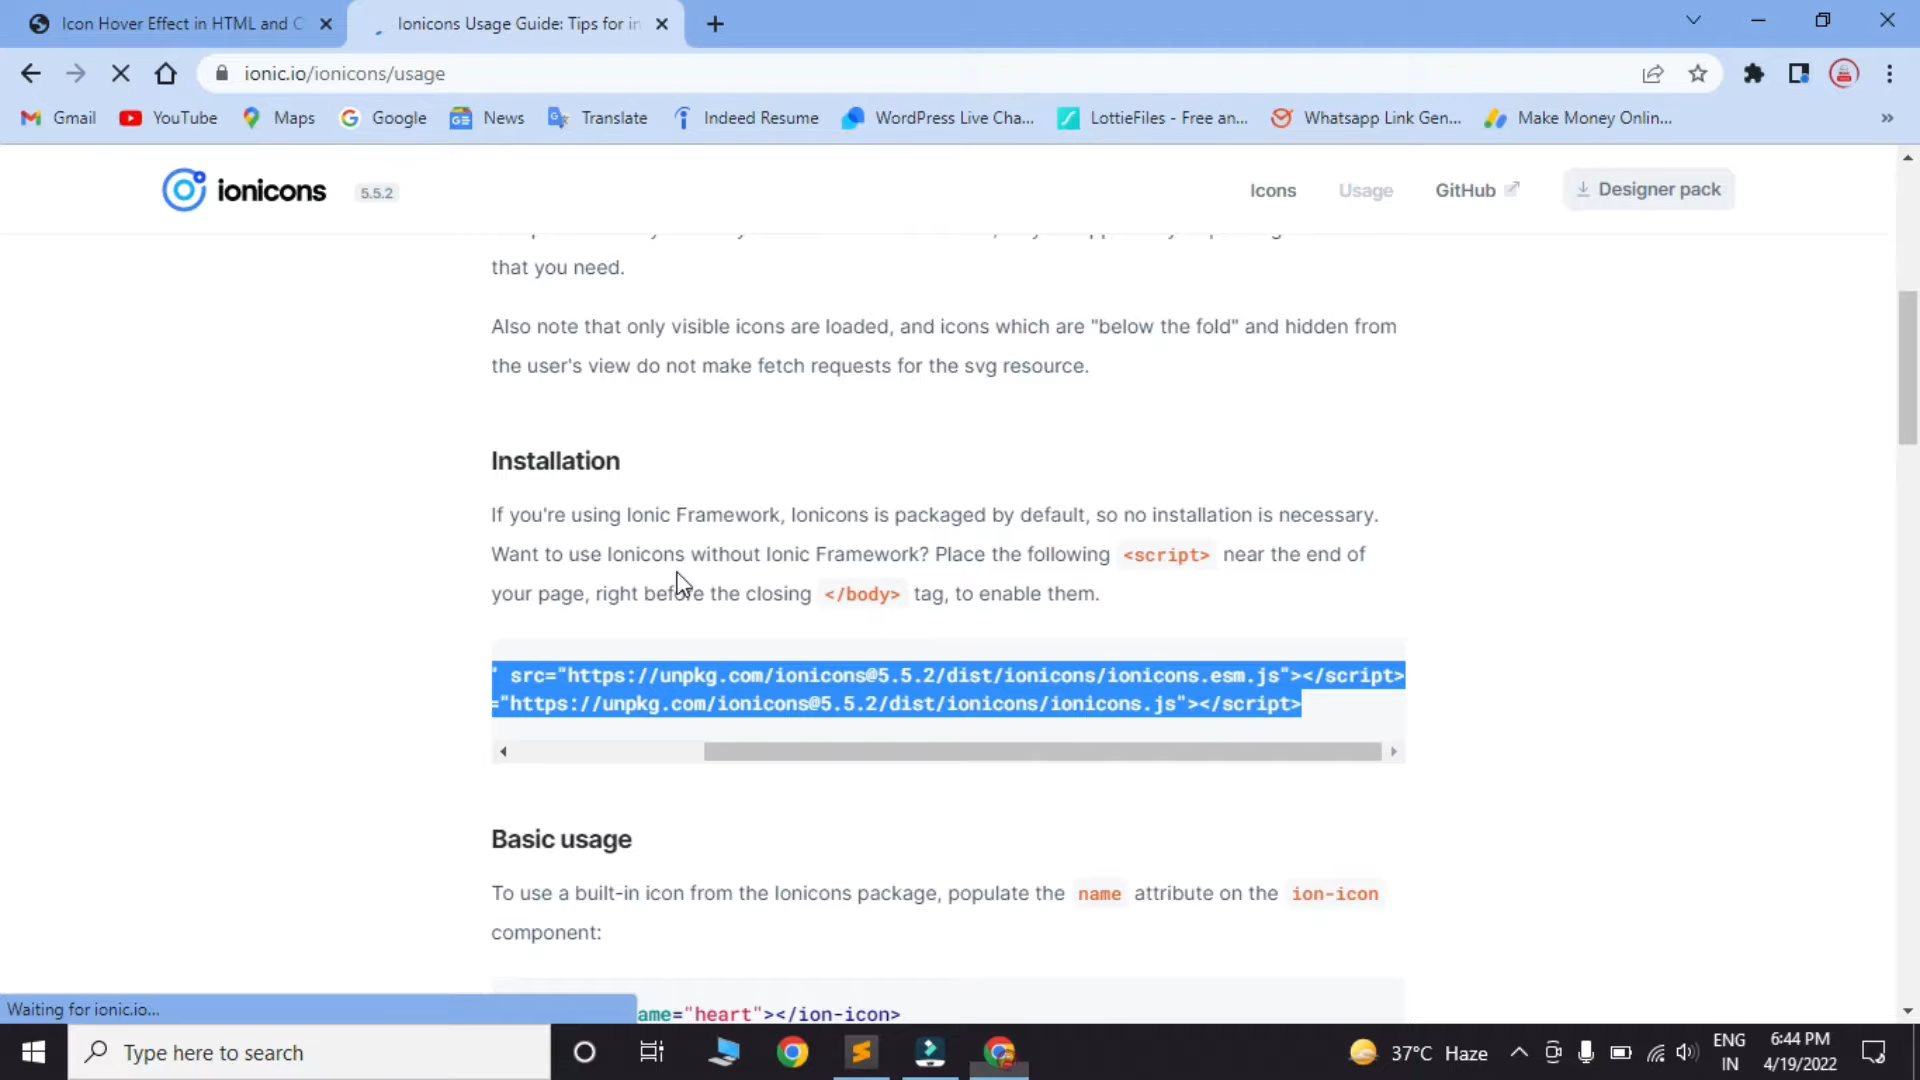 Icon Hover Effect in HTML and C
Ionicons Usage Guide: Tips for in
ionic.io/ionicons/usage
Gmail YouTube Maps Google News Translate Indeed Resume WordPress Live Cha... LottieFiles - Free an... Whatsapp Link Gen... Make Money Onlin... »
ionicons 5.5.2 Icons Usage GitHub Designer pack
that you need.
Also note that only visible icons are loaded, and icons which are "below the fold" and hidden from
the user's view do not make fetch requests for the svg resource.
Installation
If you're using Ionic Framework, Ionicons is packaged by default, so no installation is necessary.
Want to use Ionicons without Ionic Framework? Place the following <script> near the end of
your page, right before the closing </body> tag, to enable them.
" src="https://unpkg.com/ionicons@5.5.2/dist/ionicons/ionicons.esm.js"></script>
="https://unpkg.com/ionicons@5.5.2/dist/ionicons/ionicons.js"></script>
Basic usage
To use a built-in icon from the Ionicons package, populate the name attribute on the ion-icon
component:
ame="heart"></ion-icon>
Waiting for ionic.io...
Type here to search
37°C Haze
ENG
IN
6:44 PM
4/19/2022